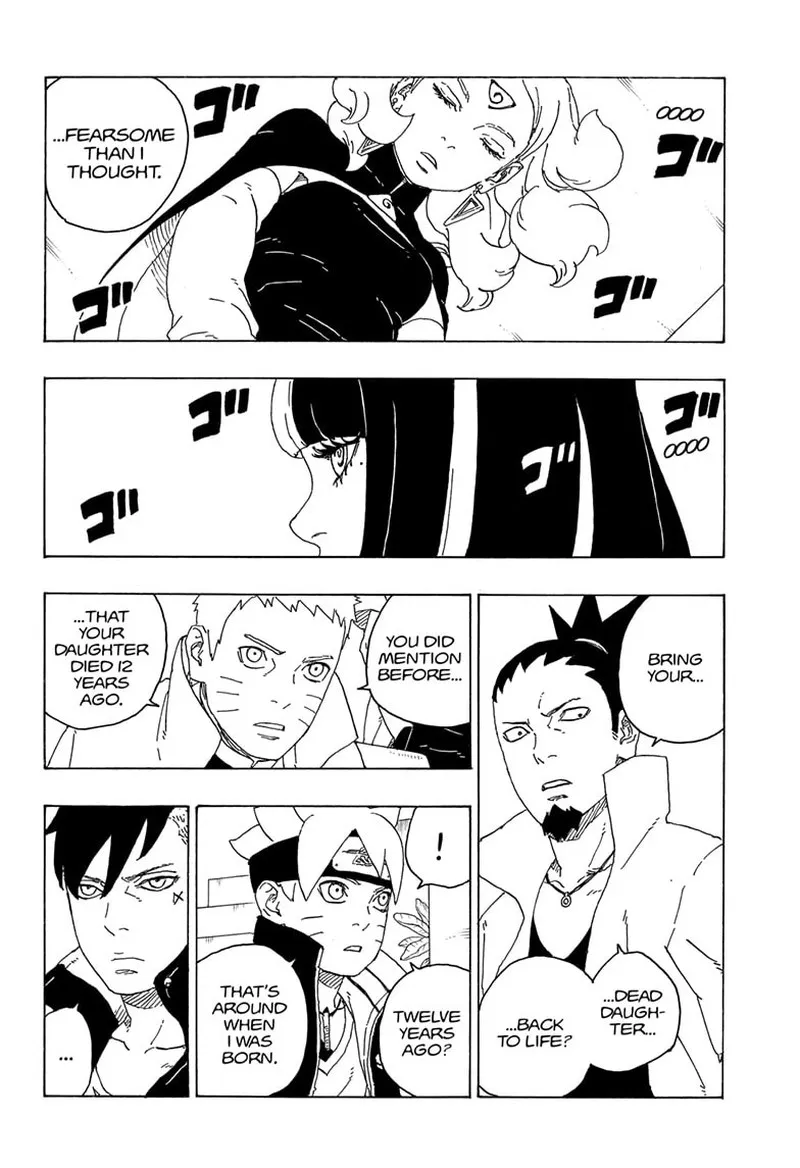 ...FEARSOME
THAN I
THOUGHT.
ゴ
OOOO
ゴ
ゴ
ゴ
ゴ
ゴ
OOOO
ゴ
ゴ
BRING
YOUR...
...DEAD
DAUGH-
TER...
...BACK
TO LIFE?
YOU DID
MENTION
BEFORE...
...THAT
YOUR
DAUGHTER
DIED 12
YEARS
AGO.
!
TWELVE
YEARS
AGO?
THAT'S
AROUND
WHEN
I WAS
BORN.
...